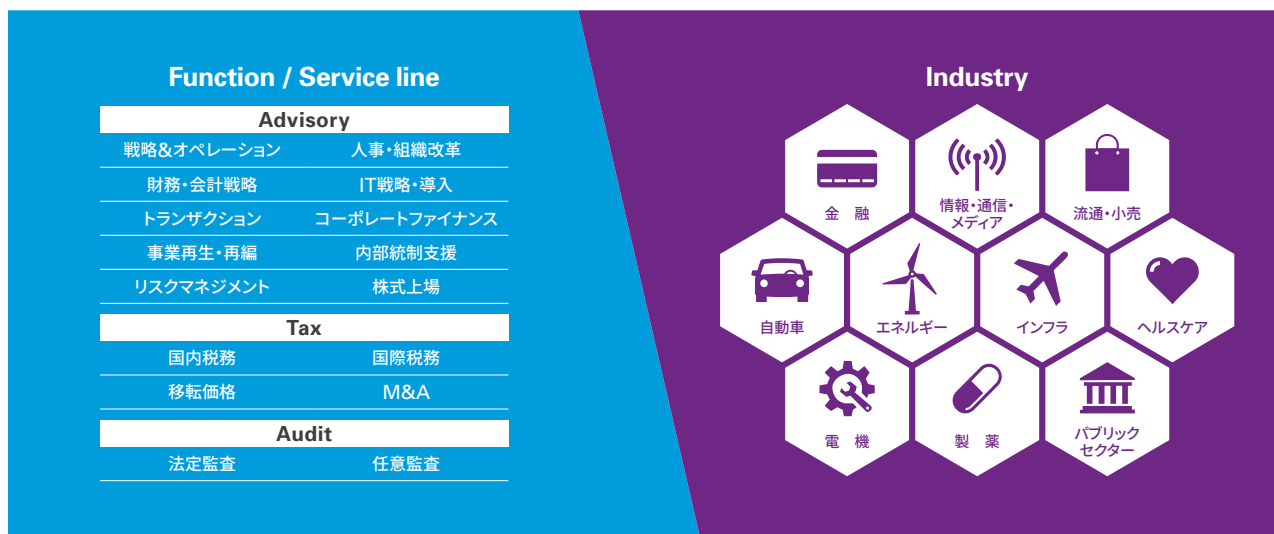 Function / Service line
Advisory
戦略&オペレーション 人事・組織改革
財務・会計戦略 IT戦略・導入
トランザクション コーポレートファイナンス
事業再生・再編 内部統制支援
リスクマネジメント 株式上場
Tax
国内税務 国際税務
移転価格 M&A
Audit
法定監査 任意監査
Industry
金　融
情報・通信・
メディア
流通・小売
自動車
エネルギー
インフラ
ヘルスケア
電　機
製　薬
パブリック
セクター